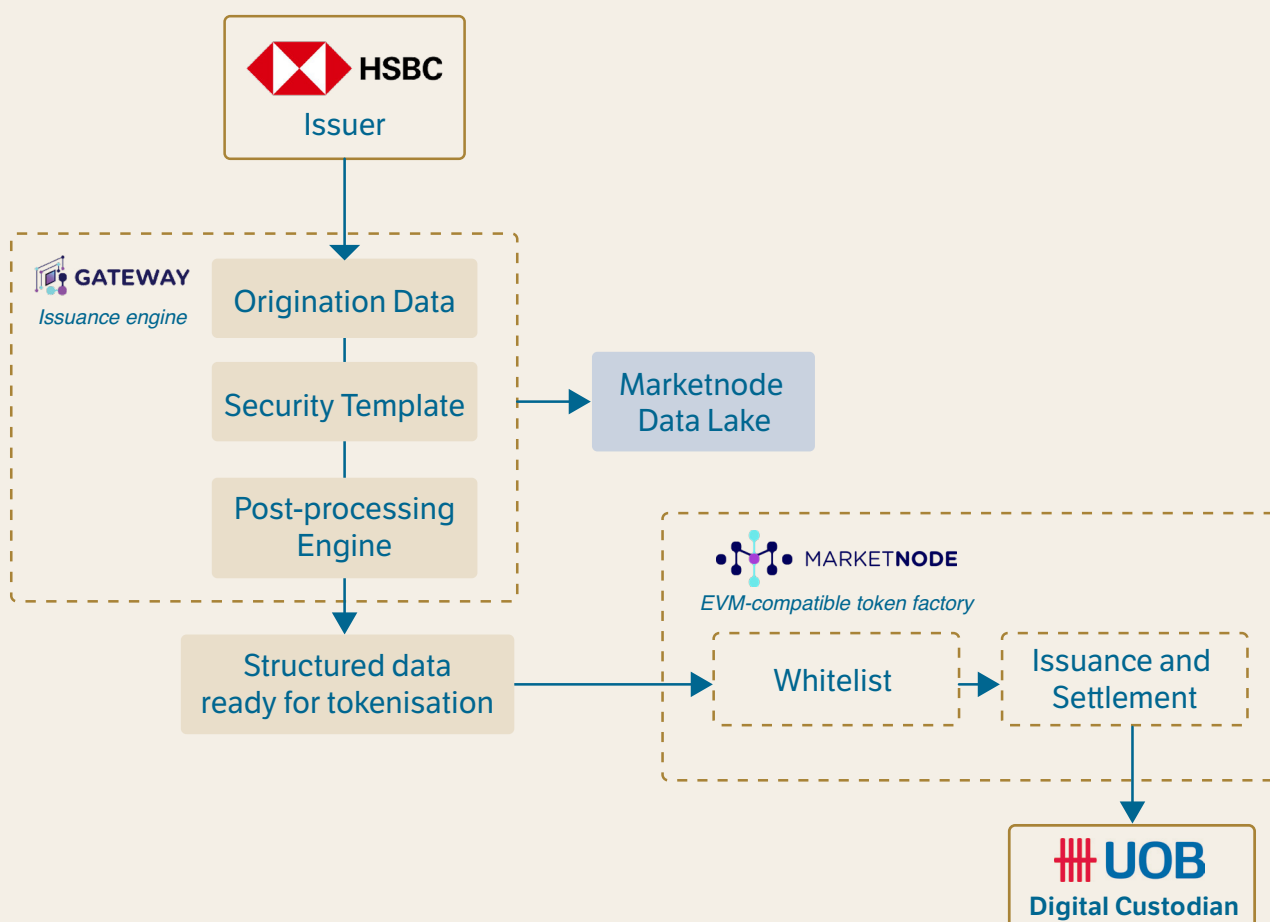 HSBC
Issuer
GATEWAY
Issuance engine
Origination Data
Security Template
Marketnode
Data Lake
Post-processing
Engine
MARKETNODE
EVM-compatible token factory
Structured data
ready for tokenisation
Whitelist
Issuance and
Settlement
UOB
Digital Custodian